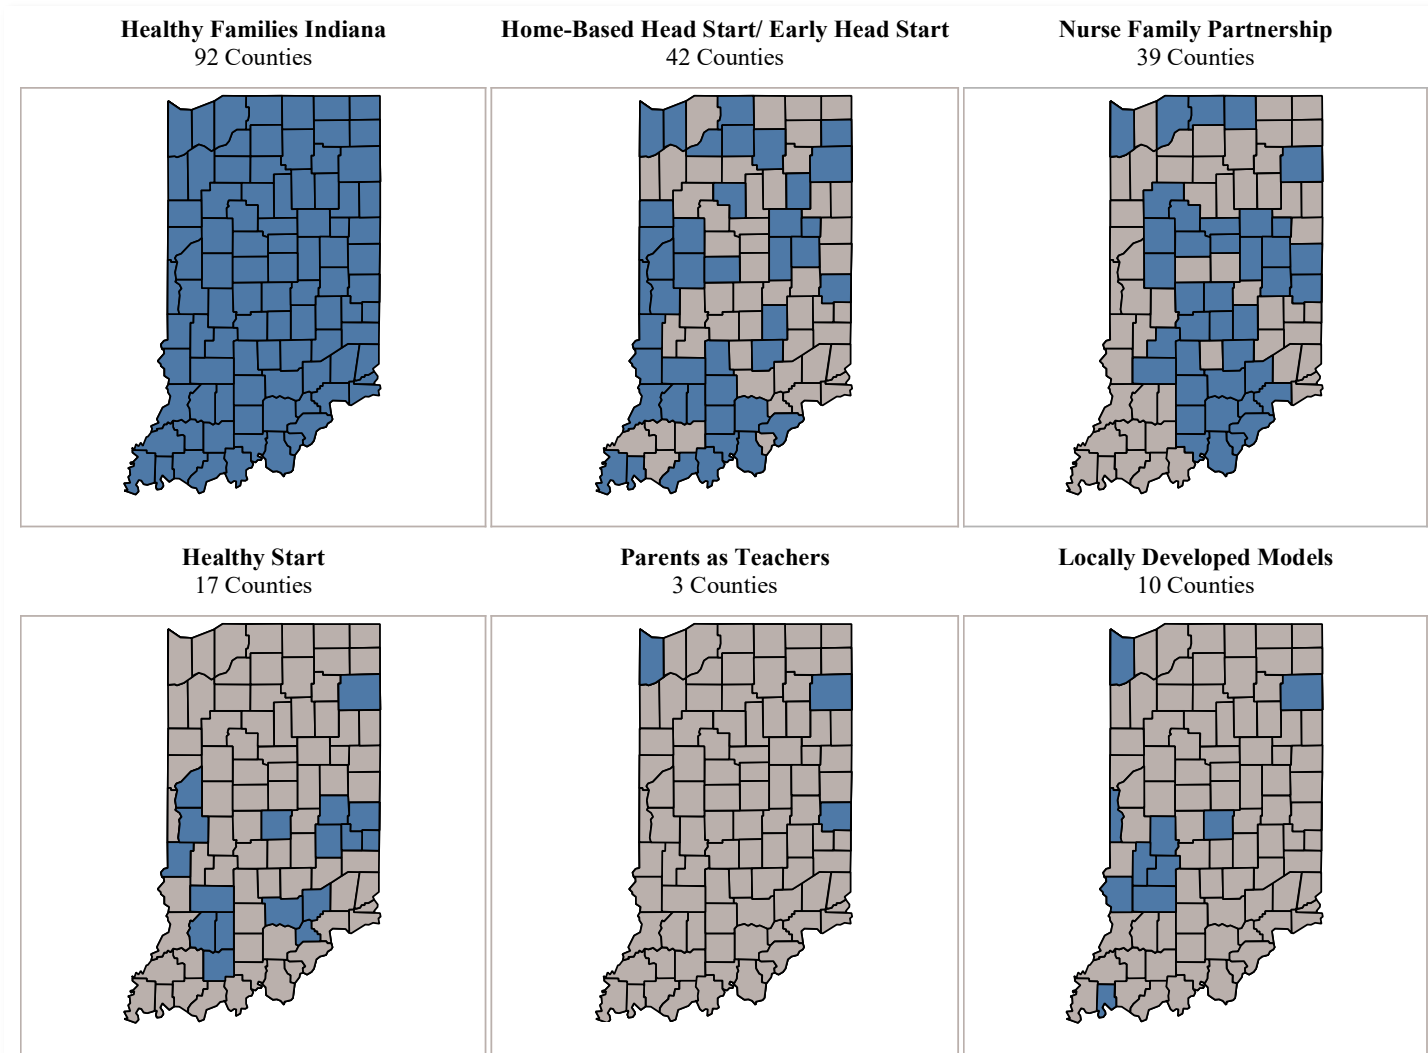 Healthy Families Indiana
92 Counties
Home-Based Head Start/ Early Head Start
42 Counties
Nurse Family Partnership
39 Counties
Healthy Start
17 Counties
Parents as Teachers
3 Counties
Locally Developed Models
10 Counties